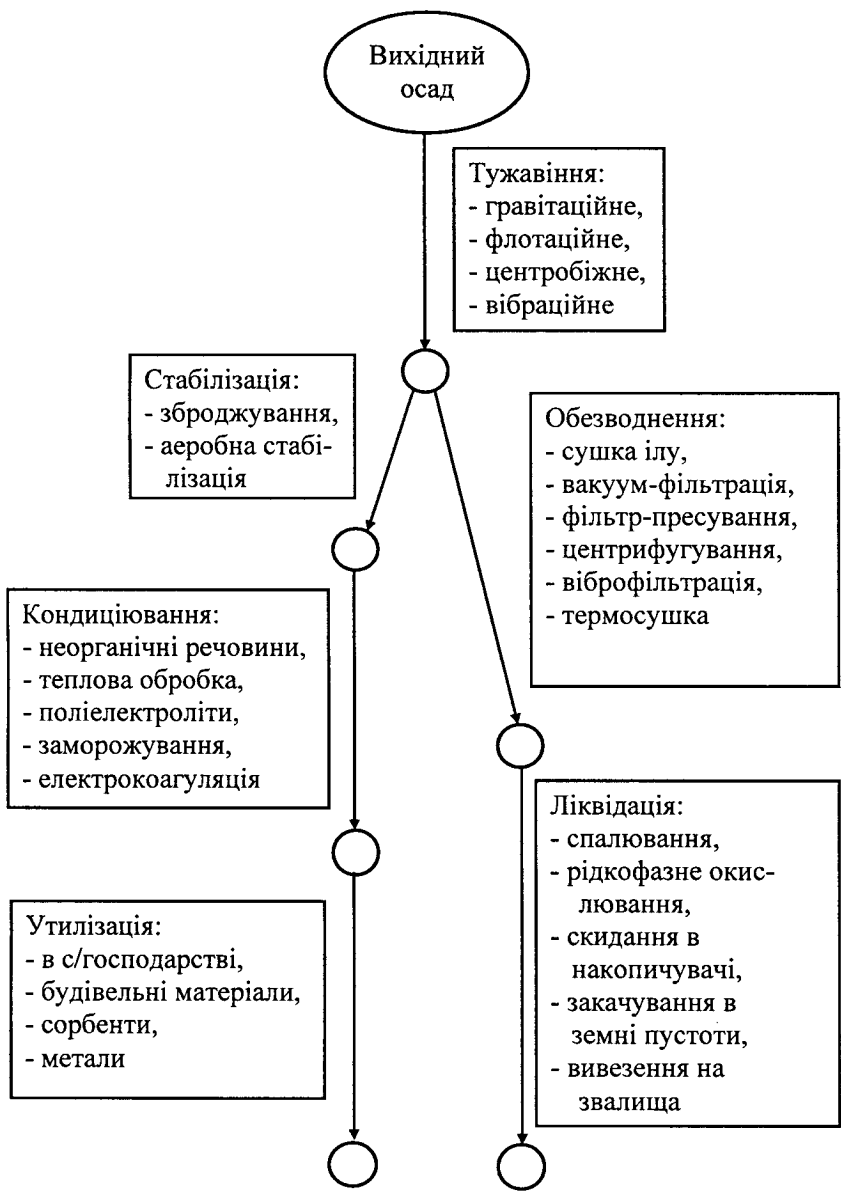 Вихідний
осад
Тужавіння:
- гравітаційне,
- флотаційне,
- центробіжне,
- вібраційне
Стабілізація:
- зброджування,
- аеробна стабі-
лізація
Обезводнення:
- сушка ілу,
- вакуум-фільтрація,
- фільтр-пресування,
- центрифугування,
- віброфільтрація,
- термосушка
Кондиціювання:
- неорганічні речовини,
- теплова обробка,
- поліелектроліти,
- заморожування,
- електрокоагуляція
Ліквідація:
- спалювання,
- рідкофазне окис-
лювання,
- скидання в
накопичувачі,
- закачування в
земні пустоти,
- вивезення на
звалища
Утилізація:
- в с/господарстві,
- будівельні матеріали,
- сорбенти,
- метали